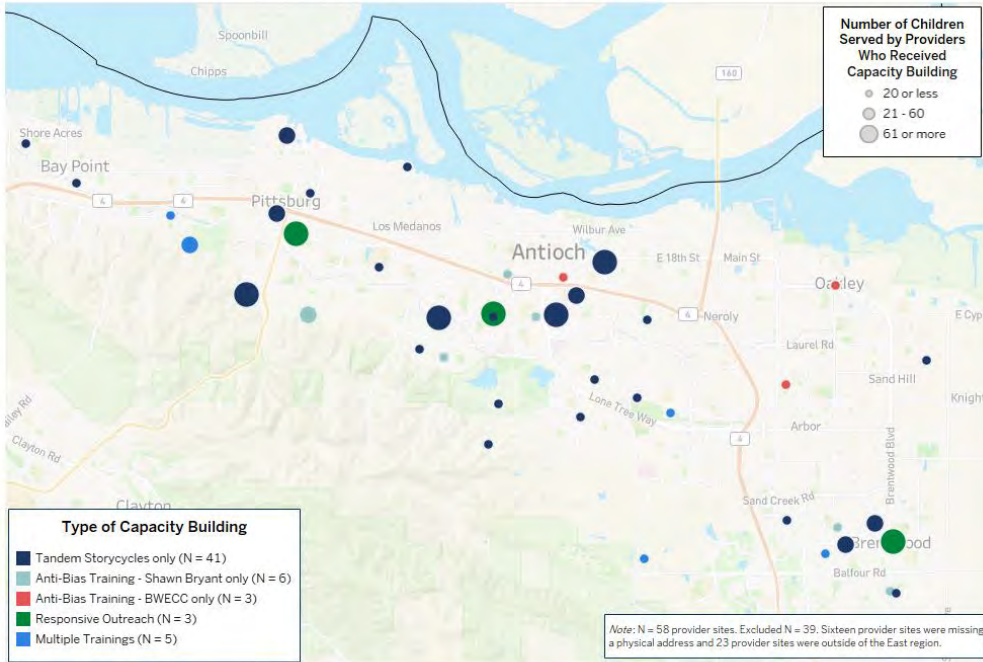 Spoonbill
Chipps
160
Number of Children
Served by Providers
Who Received
Capacity Building
20 or less
21 - 60
61 or more
Shore Acres
Bay Point
4
4
Pittsburg
Los Medanos
Wilbur Ave
Antioch
E 18th St
Main St
4
4
Neroly
Oakley
E Cyp
Laurel Rd
Sand Hill
Knight
Lone Tree Way
Arbor
4
Brentwood Blvd
ailey Rd
Clayton Rd
Clayton
Sand Creek Rd
Balfour Rd
Type of Capacity Building
Tandem Storycycles only (N = 41)
Anti-Bias Training - Shawn Bryant only (N = 6)
Anti-Bias Training - BWECC only (N = 3)
Responsive Outreach (N = 3)
Multiple Trainings (N = 5)
Note: N = 58 provider sites. Excluded N = 39. Sixteen provider sites were missing
a physical address and 23 provider sites were outside of the East region.